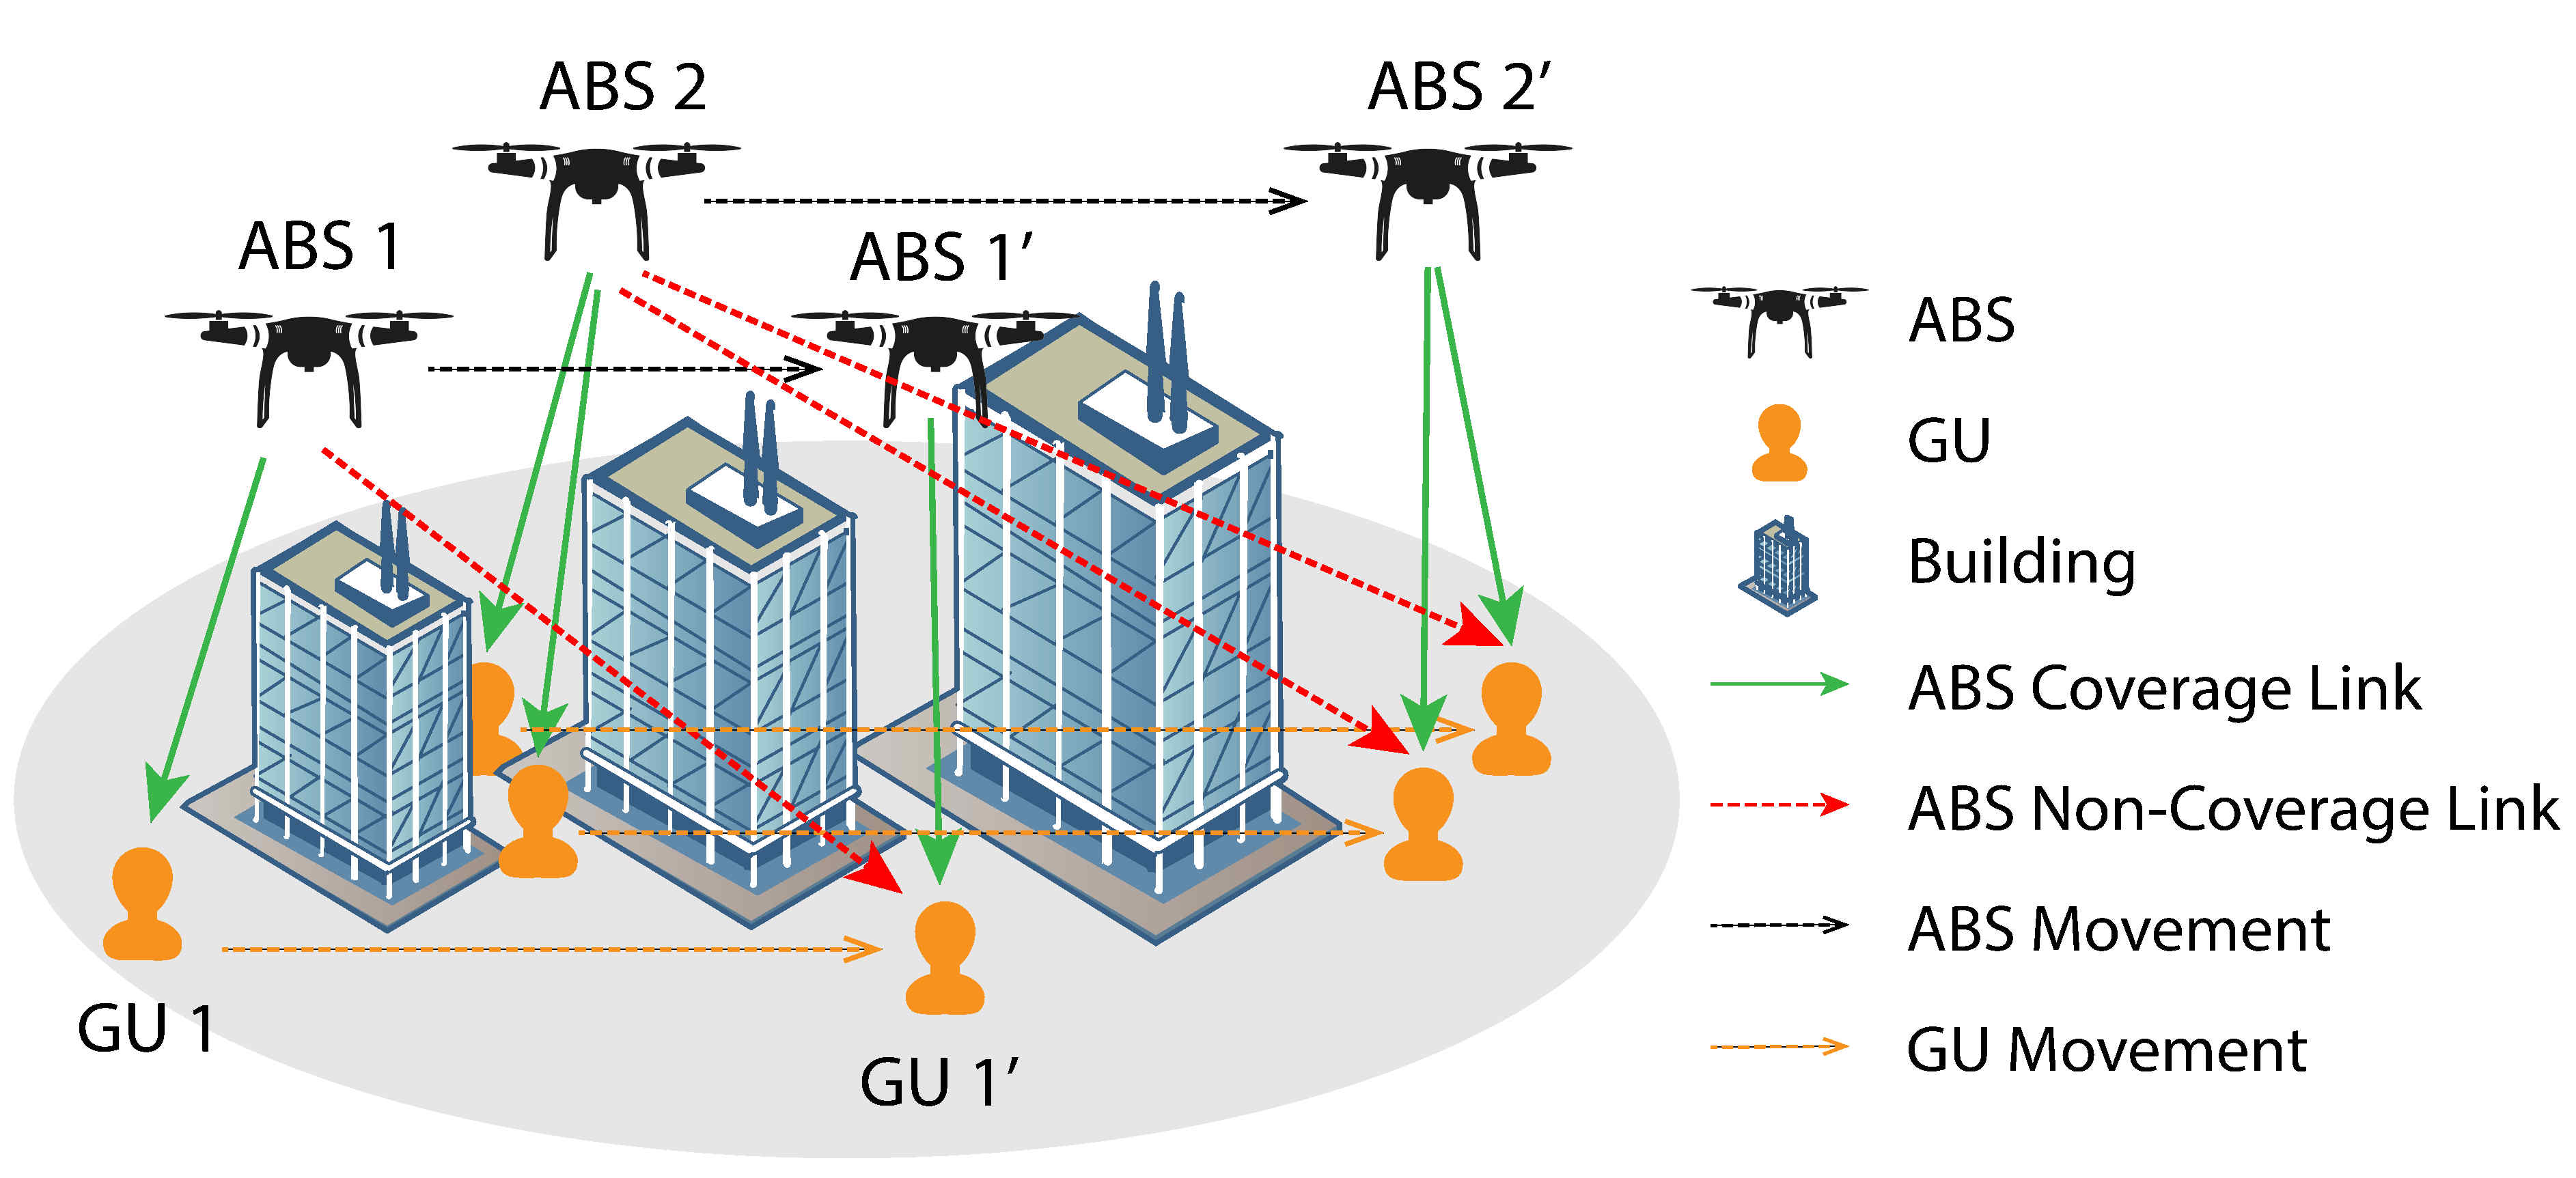 ABS 2
ABS 2’
ABS 1
ABS 1’
GU 1
GU 1’
ABS
GU
Building
ABS Coverage Link
ABS Non-Coverage Link
ABS Movement
GU Movement